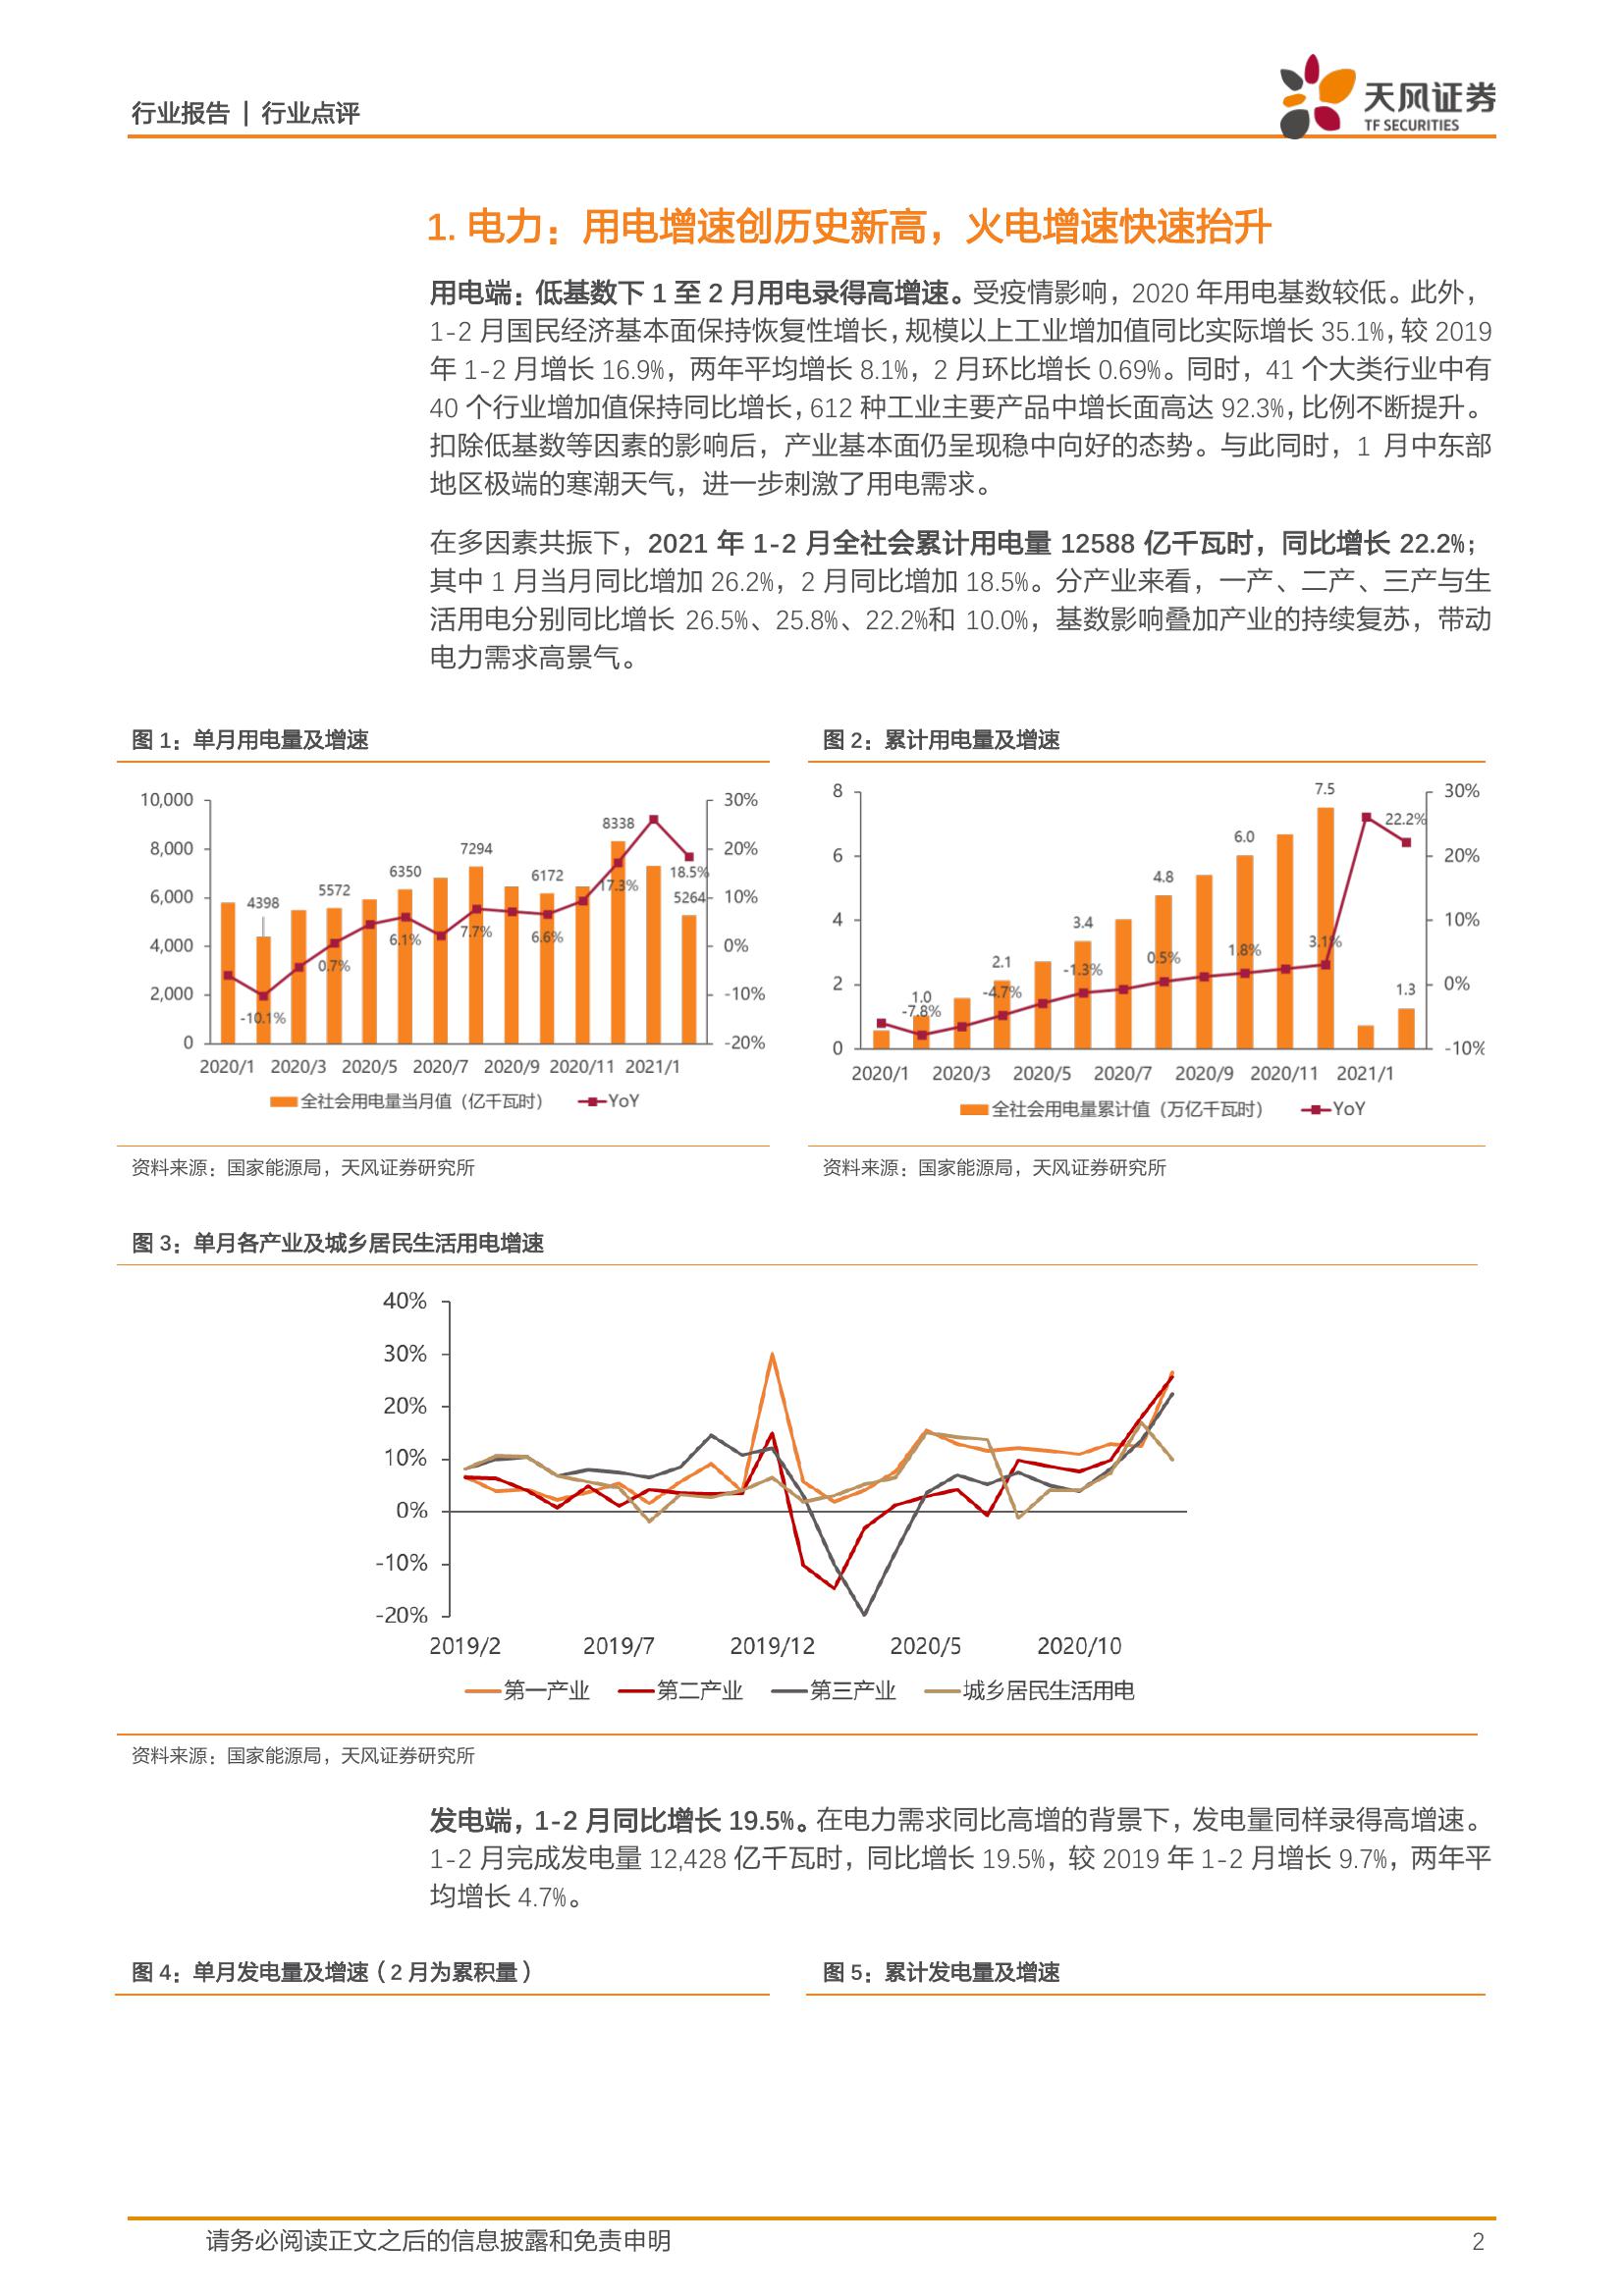 行业报告 | 行业点评
天风证券
TF SECURITIES
1. 电力：用电增速创历史新高，火电增速快速抬升
用电端：低基数下 1 至 2 月用电录得高增速。受疫情影响，2020 年用电基数较低。此外，
1-2 月国民经济基本面保持恢复性增长，规模以上工业增加值同比实际增长 35.1%，较 2019
年 1-2 月增长 16.9%，两年平均增长 8.1%，2 月环比增长 0.69%。同时，41 个大类行业中有
40 个行业增加值保持同比增长，612 种工业主要产品中增长面高达 92.3%，比例不断提升。
扣除低基数等因素的影响后，产业基本面仍呈现稳中向好的态势。与此同时，1 月中东部
地区极端的寒潮天气，进一步刺激了用电需求。
在多因素共振下，2021 年 1-2 月全社会累计用电量 12588 亿千瓦时，同比增长 22.2%；
其中 1 月当月同比增加 26.2%，2 月同比增加 18.5%。分产业来看，一产、二产、三产与生
活用电分别同比增长 26.5%、25.8%、22.2%和 10.0%，基数影响叠加产业的持续复苏，带动
电力需求高景气。
图 1：单月用电量及增速
10,000
8,000
6,000
4,000
2,000
0
30%
20%
10%
0%
-10%
-20%
4398
5572
6350
7294
6172
8338
5264
-10.1%
0.7%
6.1%
7.7%
6.6%
17.3%
18.5%
2020/1 2020/3 2020/5 2020/7 2020/9 2020/11 2021/1
全社会用电量当月值（亿千瓦时） YoY
资料来源：国家能源局，天风证券研究所
图 2：累计用电量及增速
8
6
4
2
0
30%
20%
10%
0%
-10%
1.0
2.1
3.4
4.8
6.0
7.5
1.3
-7.8%
-4.7%
-1.3%
0.5%
1.8%
3.1%
22.2%
2020/1 2020/3 2020/5 2020/7 2020/9 2020/11 2021/1
全社会用电量累计值（万亿千瓦时） YoY
资料来源：国家能源局，天风证券研究所
图 3：单月各产业及城乡居民生活用电增速
40%
30%
20%
10%
0%
-10%
-20%
2019/2 2019/7 2019/12 2020/5 2020/10
第一产业 第二产业 第三产业 城乡居民生活用电
资料来源：国家能源局，天风证券研究所
发电端，1-2 月同比增长 19.5%。在电力需求同比高增的背景下，发电量同样录得高增速。
1-2 月完成发电量 12,428 亿千瓦时，同比增长 19.5%，较 2019 年 1-2 月增长 9.7%，两年平
均增长 4.7%。
图 4：单月发电量及增速（2 月为累积量）
图 5：累计发电量及增速
请务必阅读正文之后的信息披露和免责申明
2